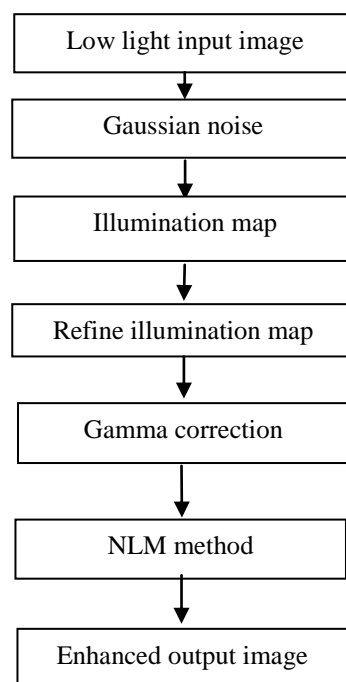 Low light input image
Gaussian noise
Illumination map
Refine illumination map
Gamma correction
NLM method
Enhanced output image